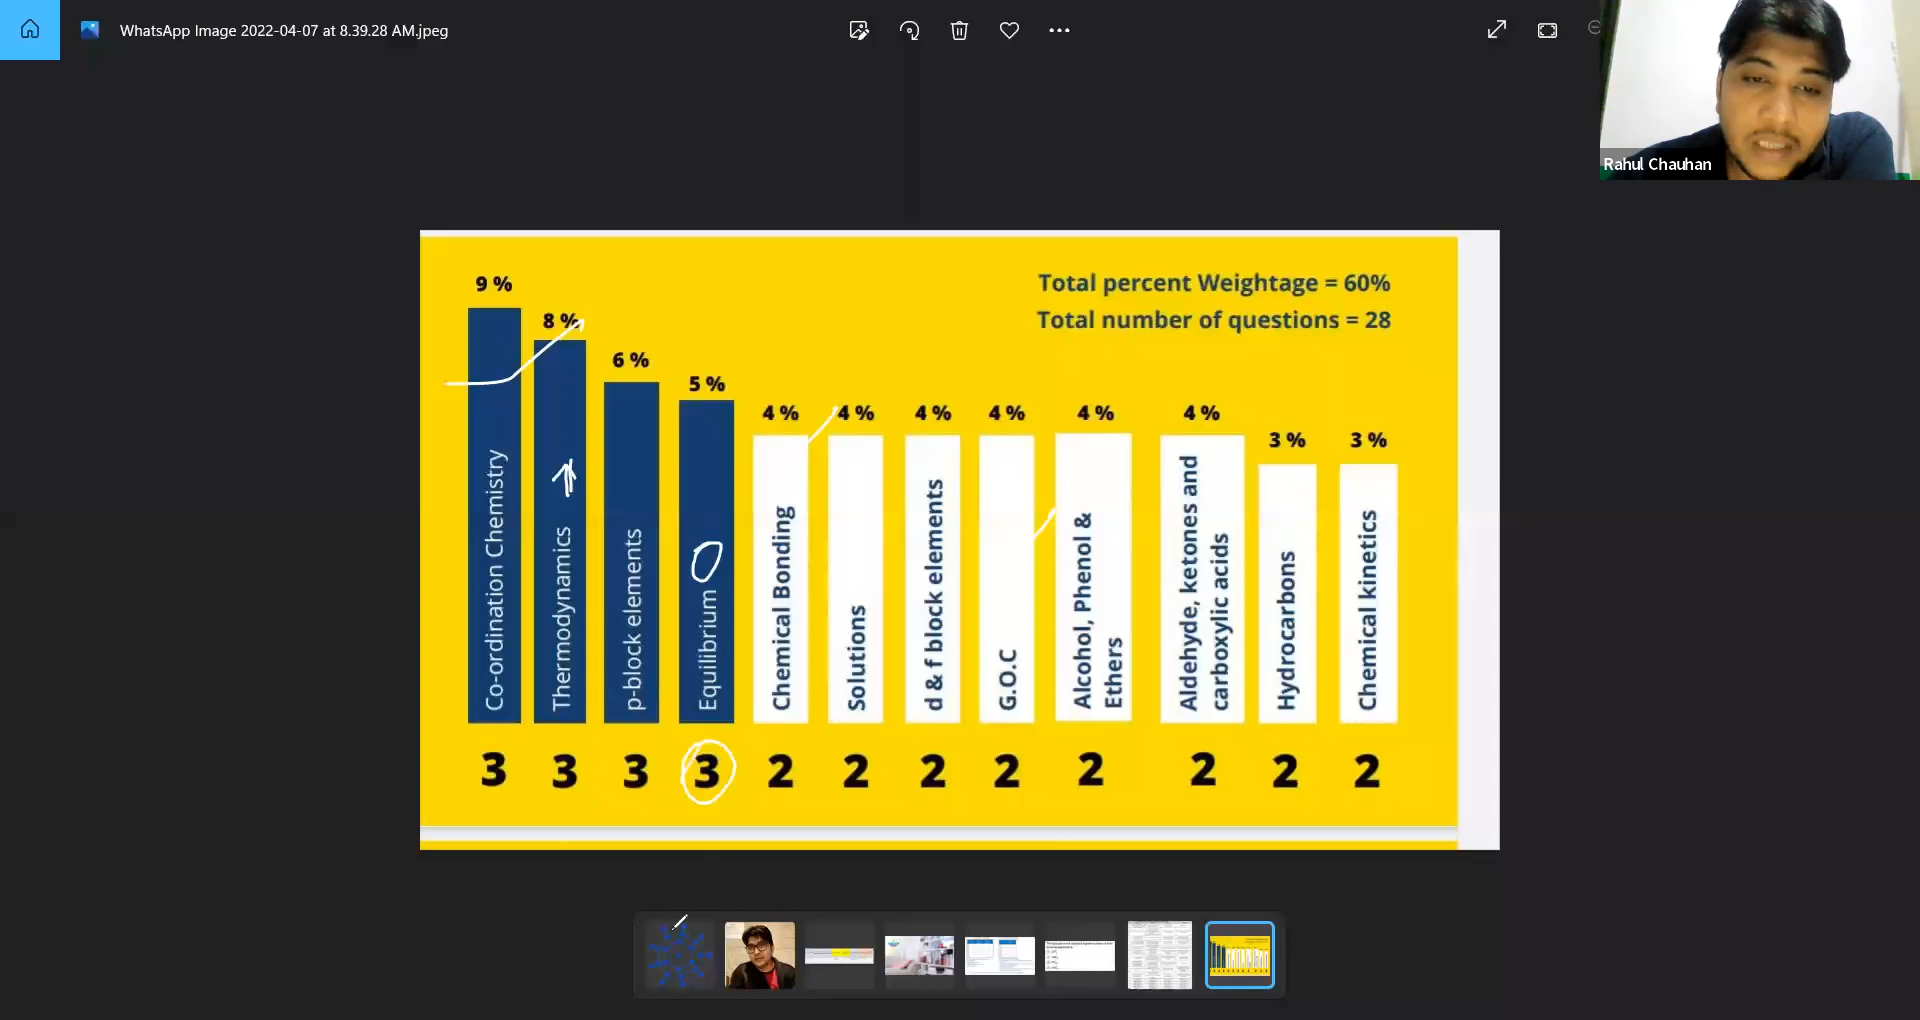 WhatsApp Image 2022-04-07 at 8.39.28 AM.jpeg
Rahul Chauhan
Total percent Weightage = 60%
Total number of questions = 28
9 %
8 %
6 %
5 %
4 %
4 %
4 %
4 %
4 %
4 %
3 %
3 %
Co-ordination Chemistry
Thermodynamics
p-block elements
Equilibrium
Chemical Bonding
Solutions
d & f block elements
G.O.C
Alcohol, Phenol &
Ethers
Aldehyde, ketones and
carboxylic acids
Hydrocarbons
Chemical kinetics
3 3 3 3 2 2 2 2 2 2 2 2